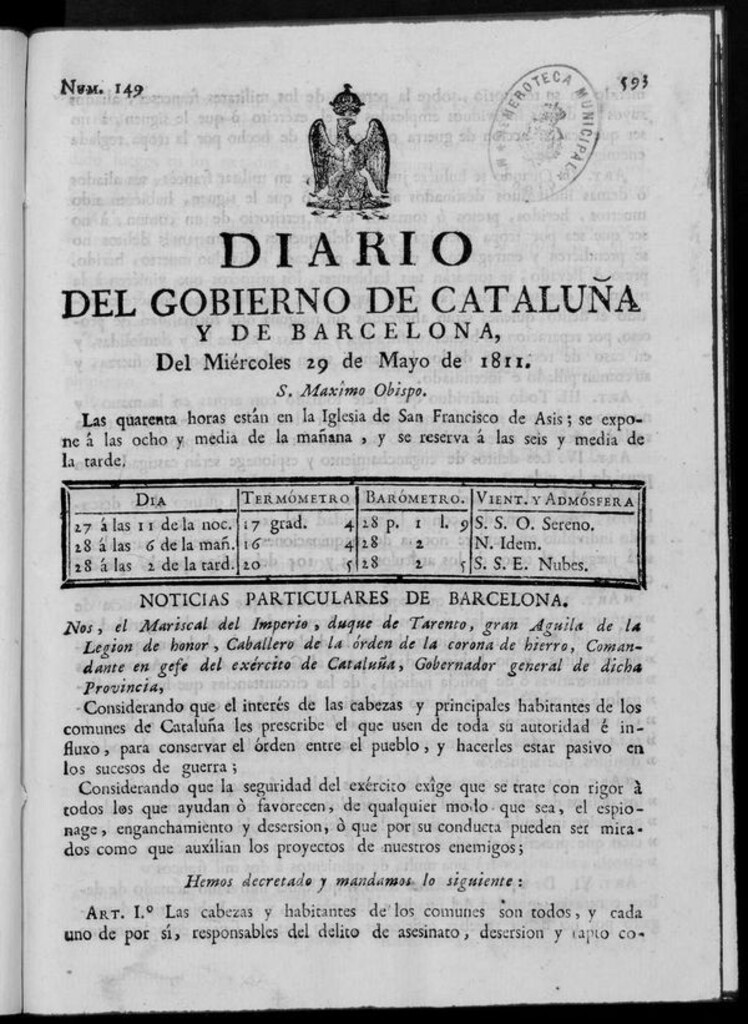 Num. 149
593
HEMEROTECA MUNICIPAL
DIARIO
DEL GOBIERNO DE CATALUÑA
Y DE BARCELONA,
Del Miércoles 29 de Mayo de 1811.
S. Maxîmo Obispo.
Las quarenta horas están en la Iglesia de San Francisco de Asis; se expo-
ne á las ocho y media de la mañana, y se reserva á las seis y media de
la tarde.
Dia Termómetro Barómetro. Vient. y Admósfera
27 á las 11 de la noc. 17 grad. 4 28 p. 1 l. 9 S. S. O. Sereno.
28 á las 6 de la mañ. 16 4 28 2 N. Idem.
28 á las 2 de la tard. 20 5 28 2 5 S. S. E. Nubes.
NOTICIAS PARTICULARES DE BARCELONA.
Nos, el Mariscal del Imperio, duque de Tarento, gran Aguila de la
Legion de honor, Caballero de la órden de la corona de hierro, Coman-
dante en gefe del exército de Cataluña, Gobernador general de dicha
Provincia,
Considerando que el interés de las cabezas y principales habitantes de los
comunes de Cataluña les prescribe el que usen de toda su autoridad é in-
fluxo, para conservar el órden entre el pueblo, y hacerles estar pasivo en
los sucesos de guerra;
Considerando que la seguridad del exército exîge que se trate con rigor à
todos los que ayudan ò favorecen, de qualquier modo que sea, el espio-
nage, enganchamiento y desersion, ò que por su conducta pueden ser mira-
dos como que auxîlian los proyectos de nuestros enemigos;
Hemos decretado y mandamos lo siguiente:
Art. I.º Las cabezas y habitantes de los comunes son todos, y cada
uno de por sí, responsables del delito de asesinato, desersion y rapto co-